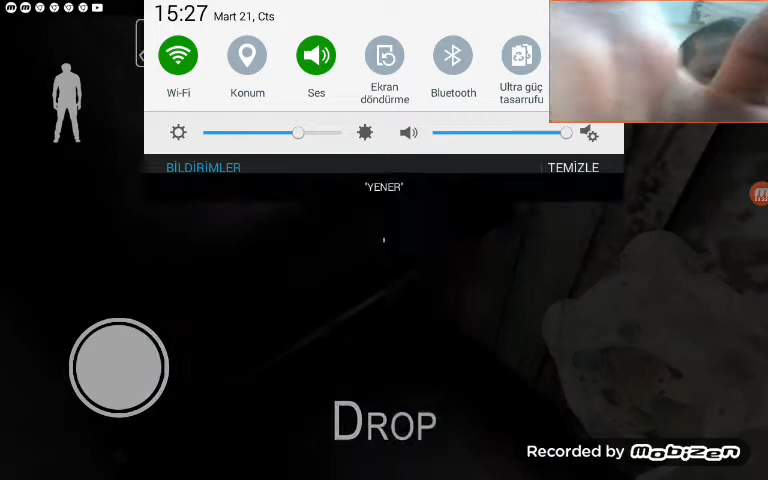 15:27 Mart 21, Cts
Wi-Fi
Konum
Ses
Ekran
döndürme
Bluetooth
Ultra güç
tasarrufu
BİLDİRİMLER
TEMİZLE
"YENER"
DROP
Recorded by mobizen